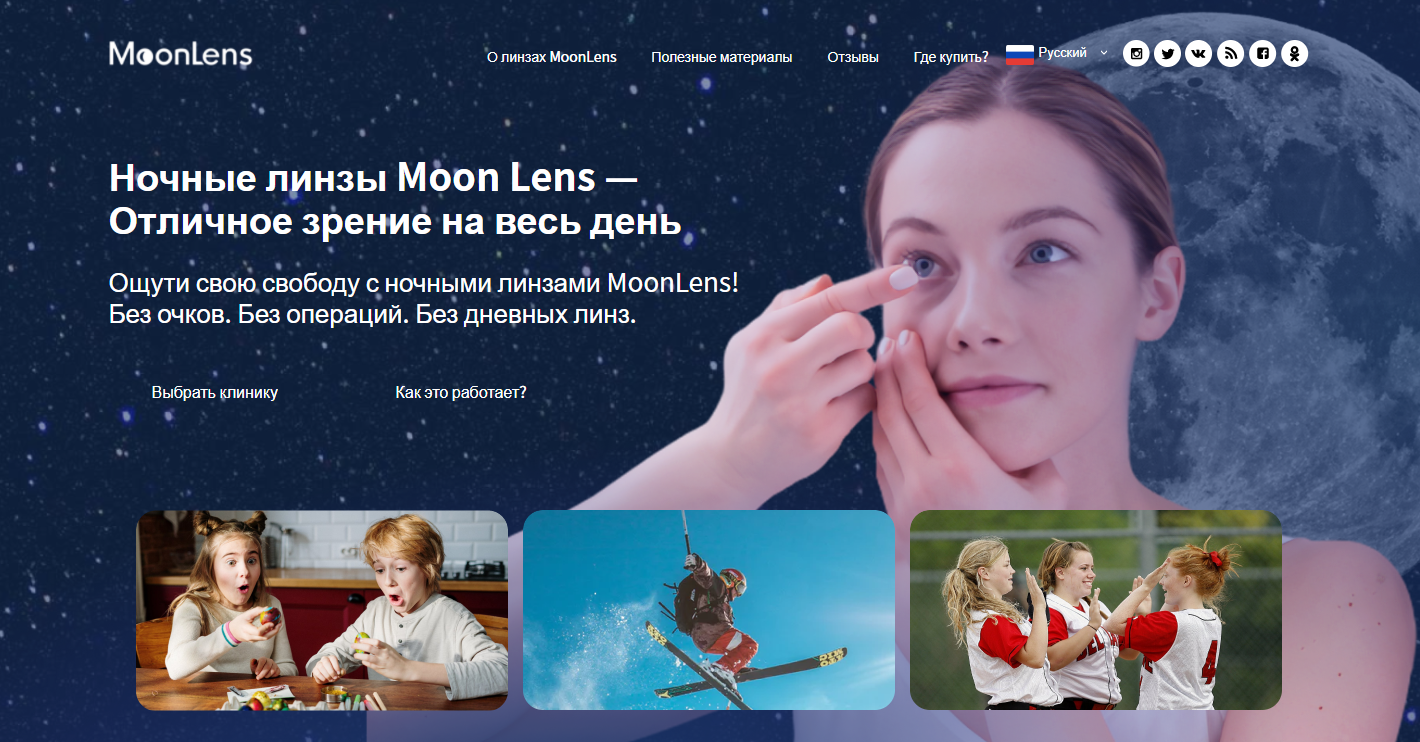 MoonLens
О линзах MoonLens
Полезные материалы
Отзывы
Где купить?
Русский
Ночные линзы Moon Lens —
Отличное зрение на весь день
Ощути свою свободу с ночными линзами MoonLens!
Без очков. Без операций. Без дневных линз.
Выбрать клинику
Как это работает?
4